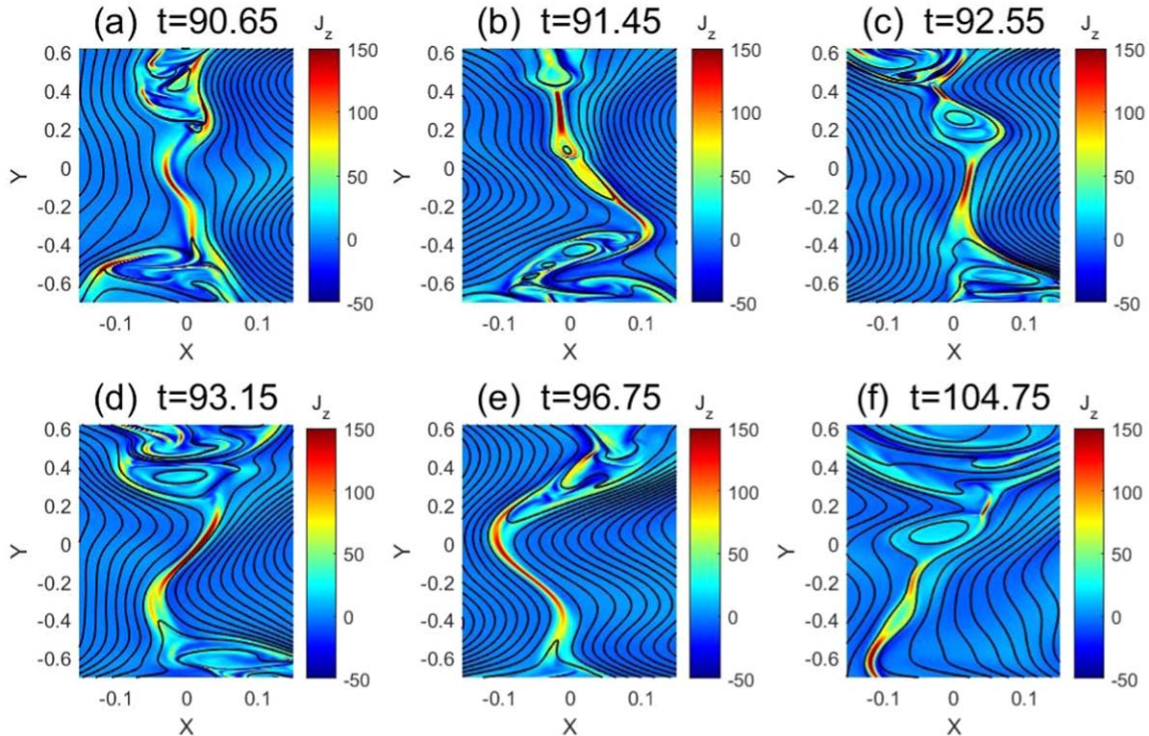 (a) t=90.65 J_z
(b) t=91.45 J_z
(c) t=92.55 J_z
0.6 0.4 0.2 0 -0.2 -0.4 -0.6
Y
-0.1 0 0.1
X
150 100 50 0 -50
0.6 0.4 0.2 0 -0.2 -0.4 -0.6
Y
-0.1 0 0.1
X
150 100 50 0 -50
0.6 0.4 0.2 0 -0.2 -0.4 -0.6
Y
-0.1 0 0.1
X
150 100 50 0 -50
(d) t=93.15 J_z
(e) t=96.75 J_z
(f) t=104.75 J_z
0.6 0.4 0.2 0 -0.2 -0.4 -0.6
Y
-0.1 0 0.1
X
150 100 50 0 -50
0.6 0.4 0.2 0 -0.2 -0.4 -0.6
Y
-0.1 0 0.1
X
150 100 50 0 -50
0.6 0.4 0.2 0 -0.2 -0.4 -0.6
Y
-0.1 0 0.1
X
150 100 50 0 -50